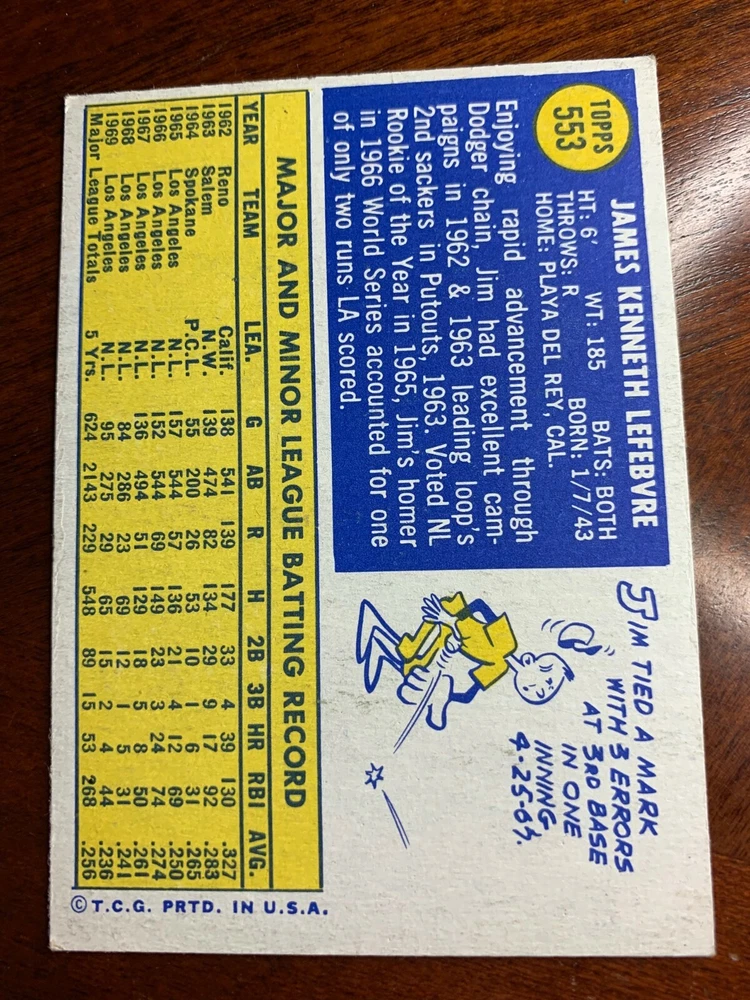 TOPPS
553
JAMES KENNETH LEFEBVRE
HT: 6' WT: 185 BATS: BOTH
THROWS: R BORN: 1/7/43
HOME: PLAYA DEL REY, CAL.
Enjoying rapid advancement through
Dodger chain, Jim had excellent cam-
paigns in 1962 & 1963 leading loop's
2nd sackers in Putouts, 1963. Voted NL
Rookie of the Year in 1965, Jim's homer
in 1966 World Series accounted for one
of only two runs LA scored.
JIM TIED A MARK
WITH 3 ERRORS
AT 3RD BASE
IN ONE
INNING
MAJOR AND MINOR LEAGUE BATTING RECORD
YEAR TEAM LEA. G AB R H 2B 3B HR RBI AVG.
1962 Reno Calif. 138 541 139 177 33 4 39 130 .327
1963 Salem N.W. 139 474 82 134 29 9 17 92 .283
1964 Spokane P.C.L. 55 200 26 53 10 1 6 31 .265
1965 Los Angeles N.L. 157 544 57 136 21 4 12 69 .250
1966 Los Angeles N.L. 152 544 69 149 23 3 24 74 .274
1967 Los Angeles N.L. 136 494 51 129 18 5 8 50 .261
1968 Los Angeles N.L. 84 286 23 69 12 1 5 31 .241
1969 Los Angeles N.L. 95 275 29 65 15 2 4 44 .236
Major League Totals 5 Yrs. 624 2143 229 548 89 15 53 268 .256
© T.C.G. PRTD. IN U.S.A.